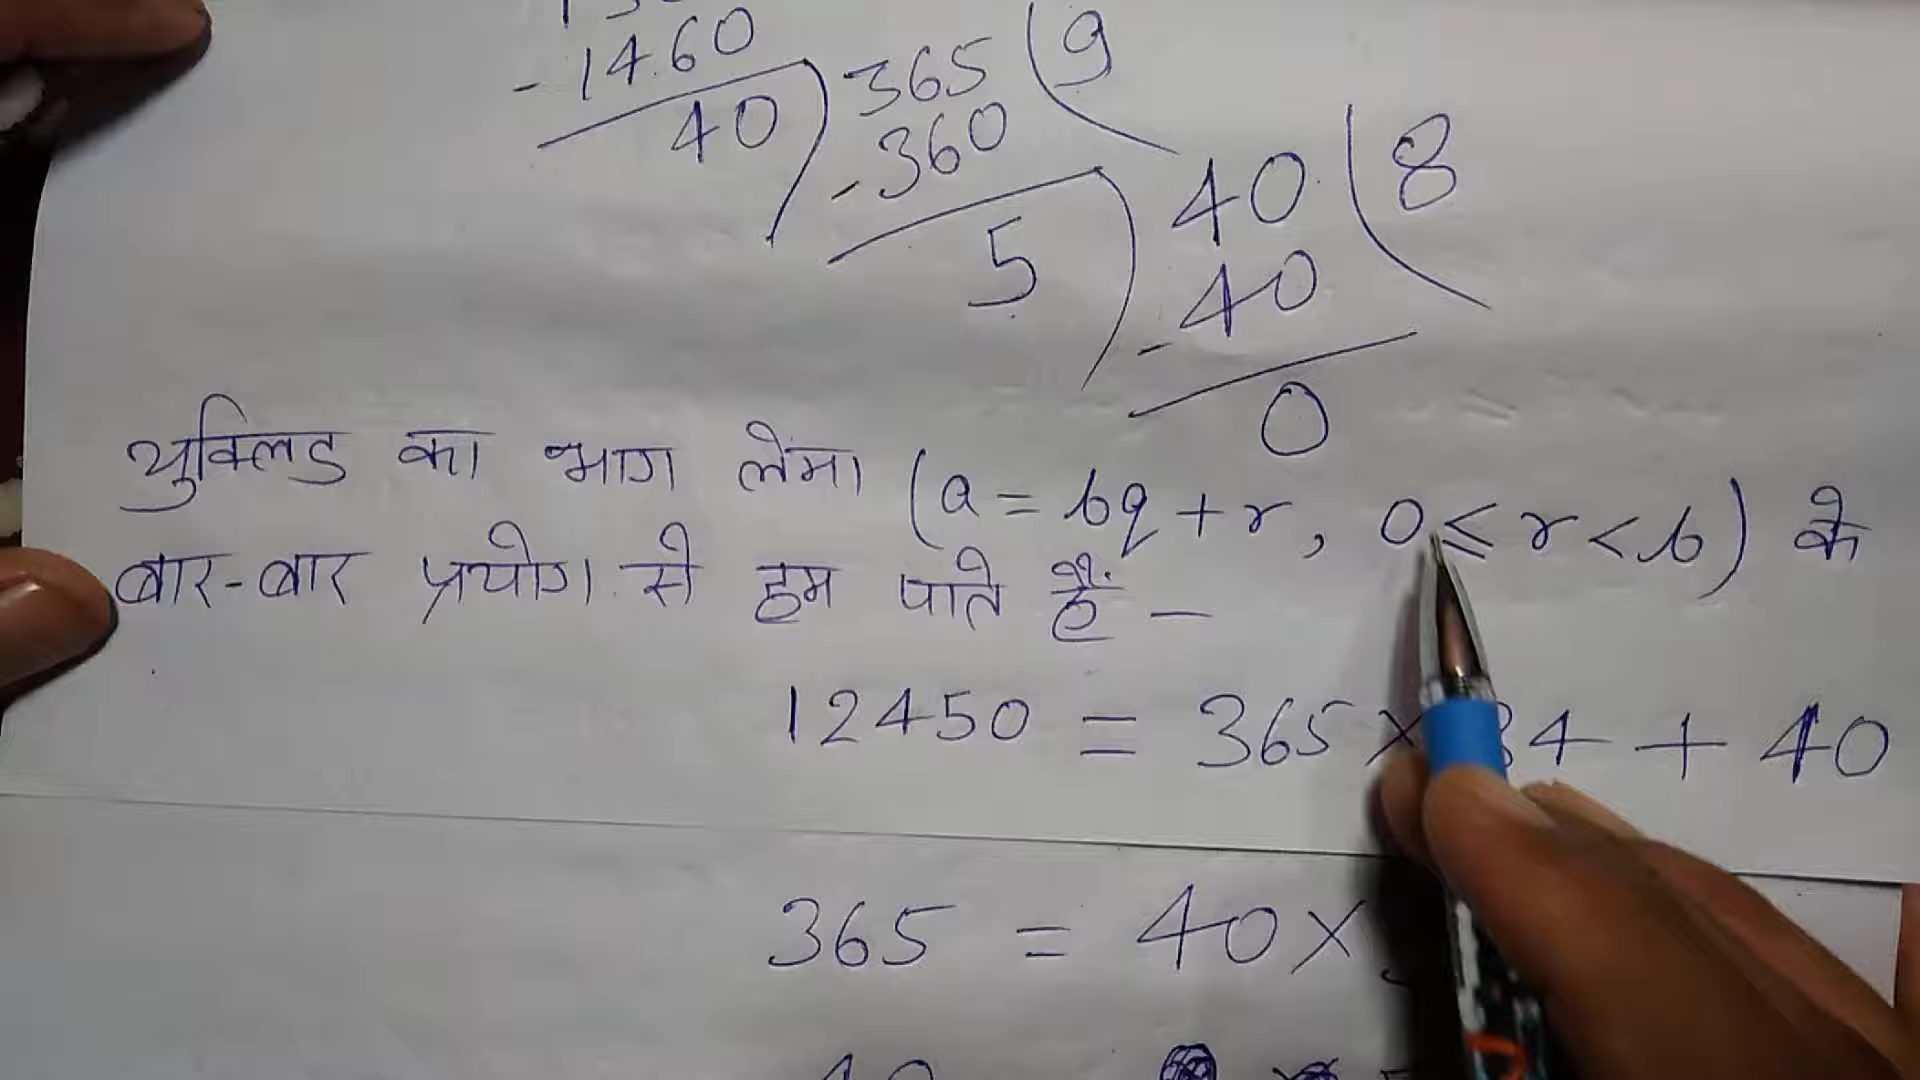 - 1460
40 ) 365 ( 9
- 360
5 ) 40 ( 8
- 40
0
युक्लिड का भाग लेमा (a = bq + r, 0 ≤ r < b) के
बार-बार प्रयोग से हम पाते हैं -
12450 = 365 × 34 + 40
365 = 40 ×
40